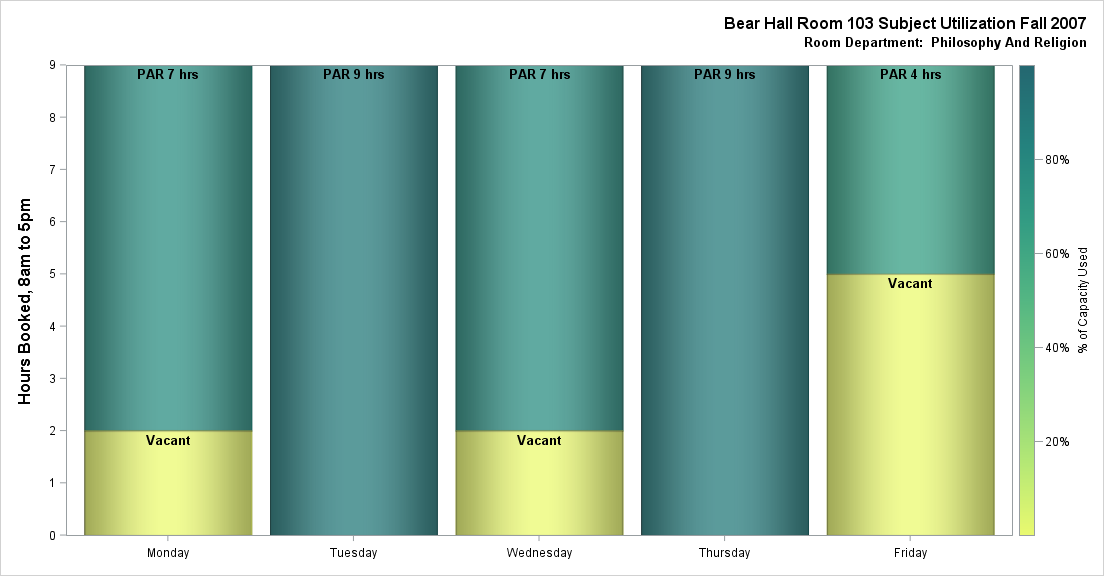 Bear Hall Room 103 Subject Utilization Fall 2007
Room Department:  Philosophy And Religion
Hours Booked, 8am to 5pm
9
8
7
6
5
4
3
2
1
0
PAR 7 hrs
PAR 9 hrs
PAR 7 hrs
PAR 9 hrs
PAR 4 hrs
Vacant
Vacant
Vacant
Monday
Tuesday
Wednesday
Thursday
Friday
80%
60%
40%
20%
% of Capacity Used